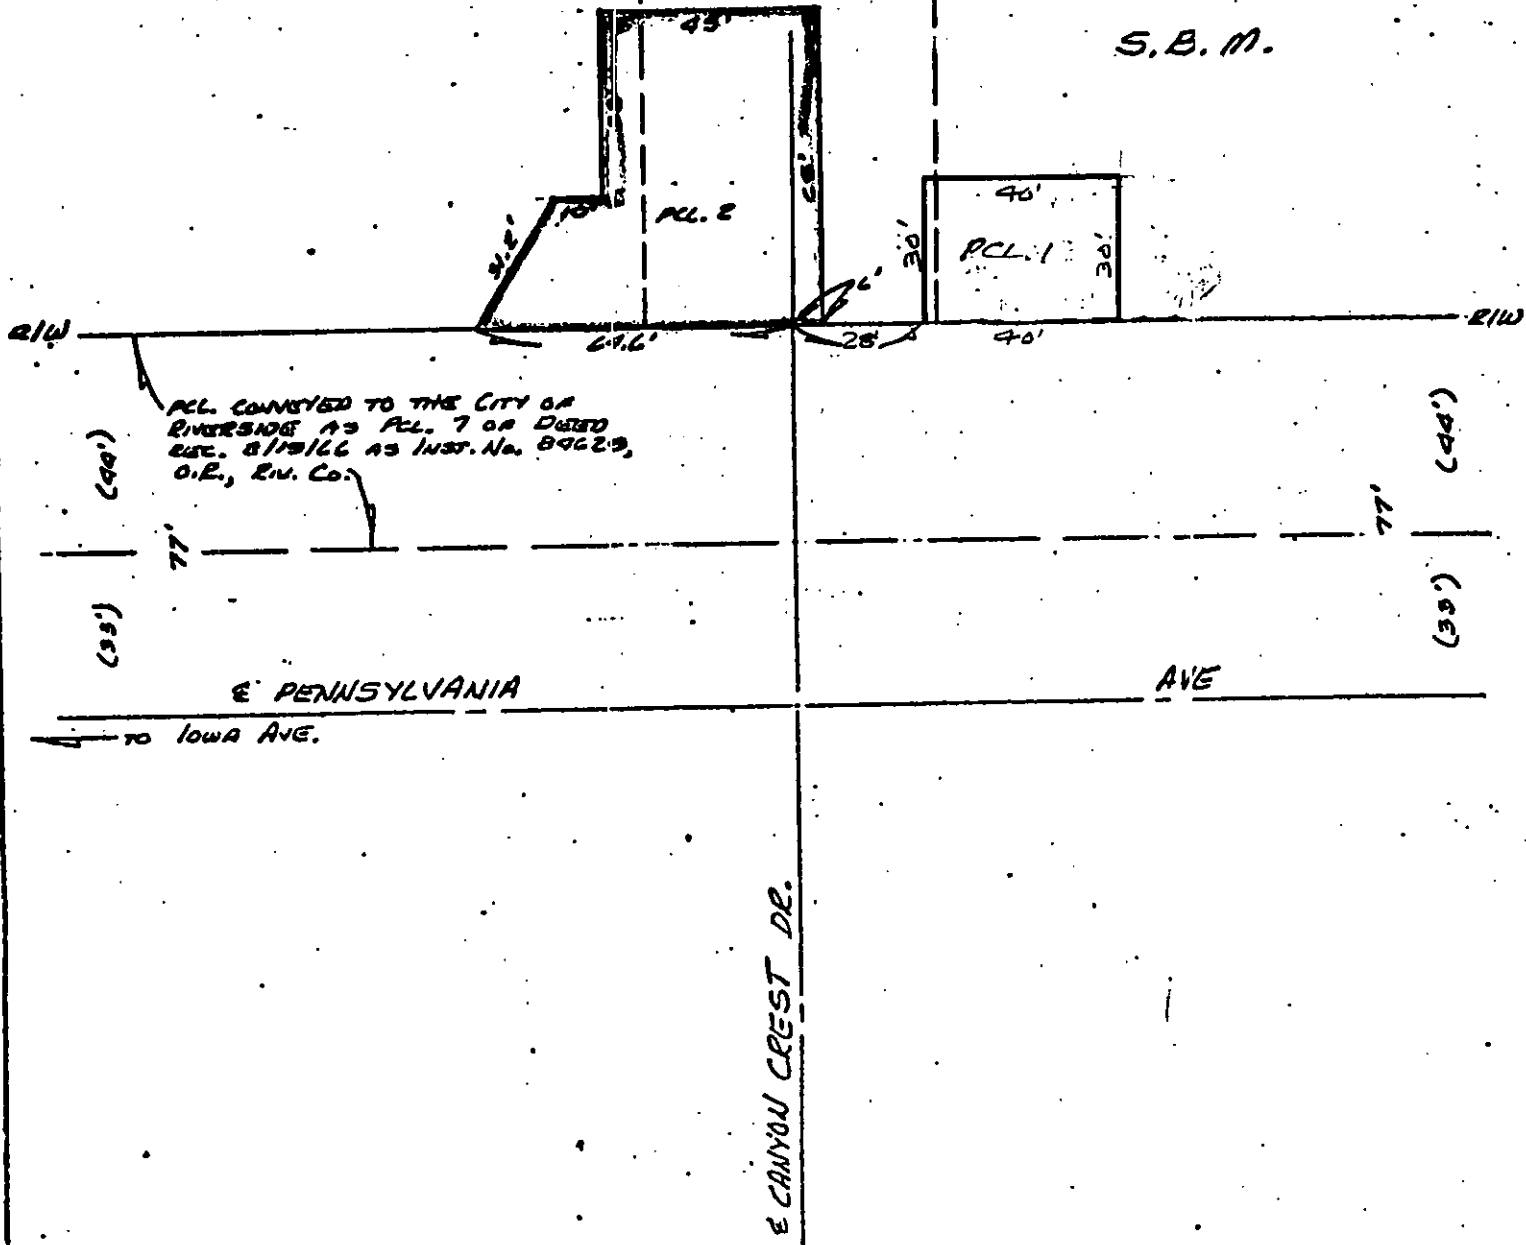 45'
S.B.M.
PCL. 2
10'
40'
30'
PCL. 1
30'
6'
R/W
R/W
28'
40'
PCL. CONVEYED TO THE CITY OF
RIVERSIDE AS PCL. 7 OF DEED
REC. 8/19/66 AS INST. No.
O.R., RIV. Co.
(44')
(44')
77'
77'
(33')
(33')
℄ PENNSYLVANIA AVE
TO IOWA AVE.
℄ CANYON CREST DR.